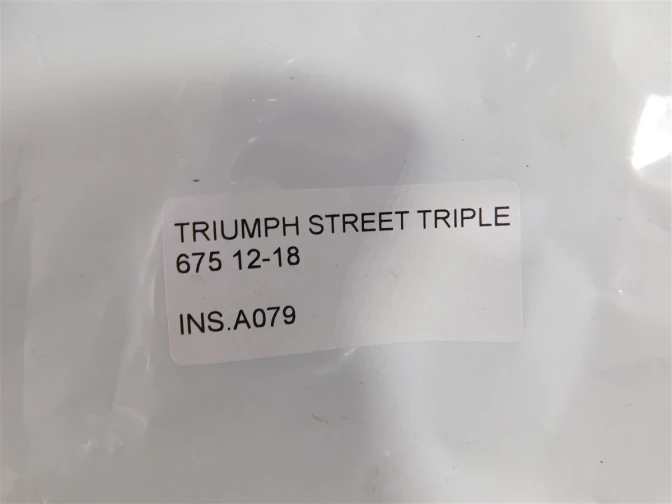 TRIUMPH STREET TRIPLE
675 12-18
INS.A079